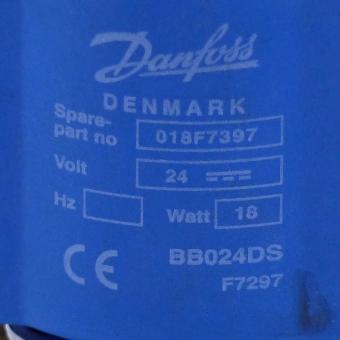 Danfoss
DENMARK
Spare-
part no 018F7397
Volt 24 ⎓
Hz Watt 18
CE BB024DS
F7297